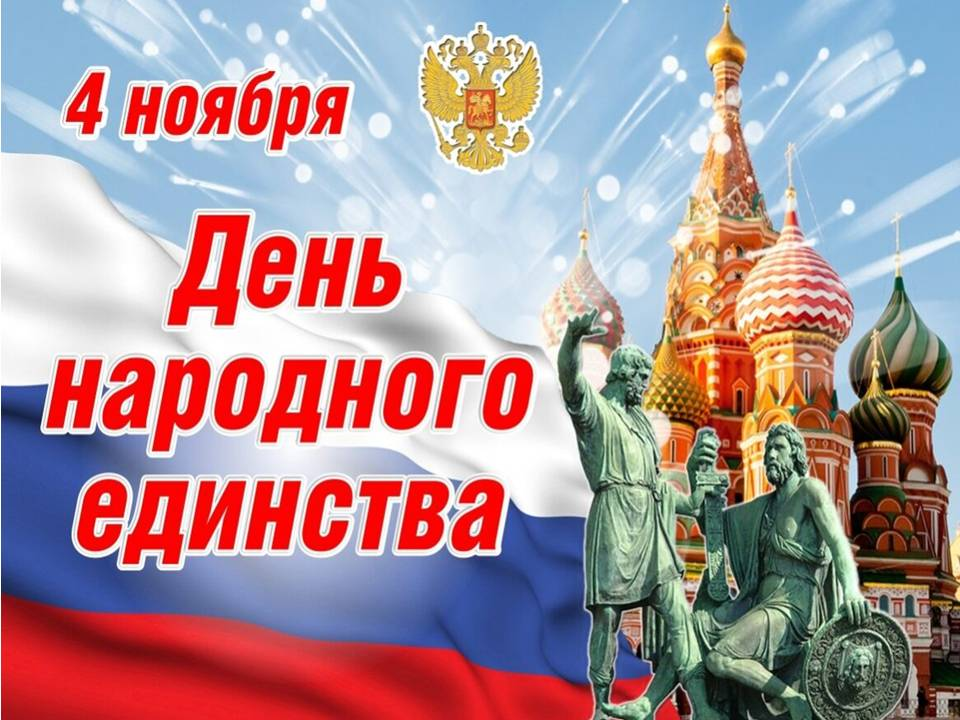 4 ноября
День
народного
единства